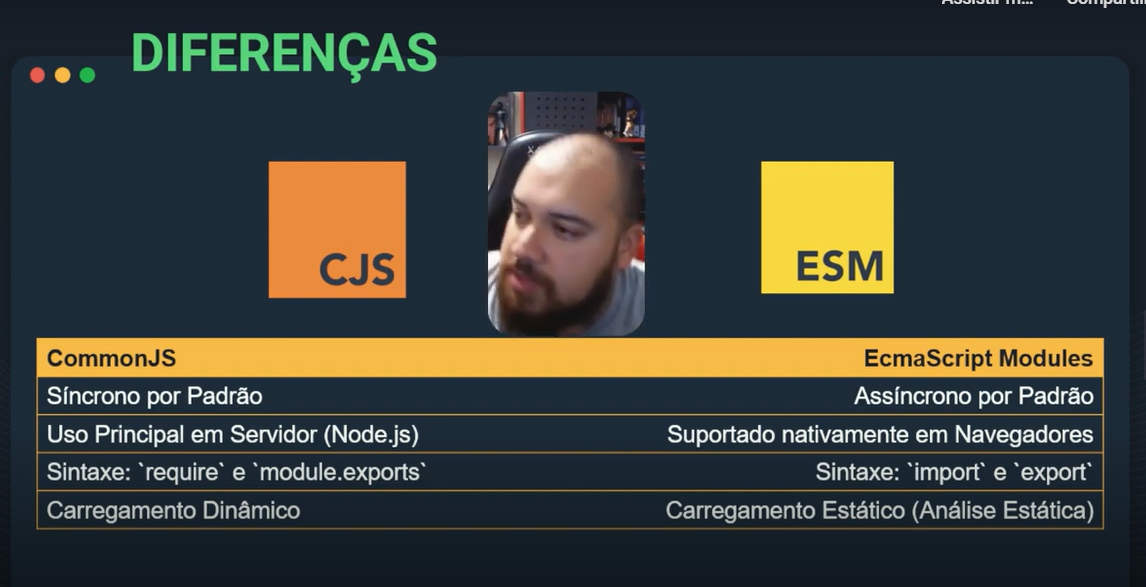 DIFERENÇAS
CJS
ESM
CommonJS EcmaScript Modules
Síncrono por Padrão Assíncrono por Padrão
Uso Principal em Servidor (Node.js) Suportado nativamente em Navegadores
Sintaxe: `require` e `module.exports` Sintaxe: `import` e `export`
Carregamento Dinâmico Carregamento Estático (Análise Estática)